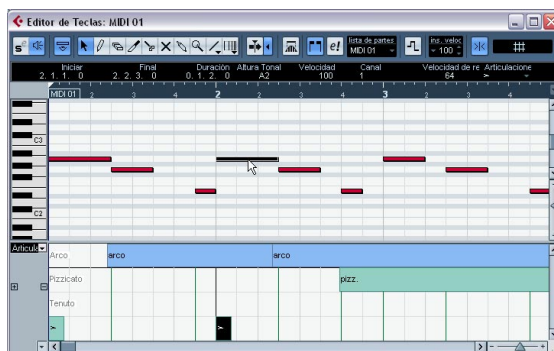 Editor de Teclas: MIDI 01
lista de partes
MIDI 01
ins. veloc
100
Iniciar Final Duración Altura Tonal Velocidad Canal Velocidad de re Articulacione
2. 1. 1. 0 2. 2. 3. 0 0. 1. 2. 0 A2 100 1 64 >
MIDI 01 2 3 4 2 2 3 4 3 2 3 4
C3
C2
Articula
Arco arco arco
Pizzicato pizz.
Tenuto
> >